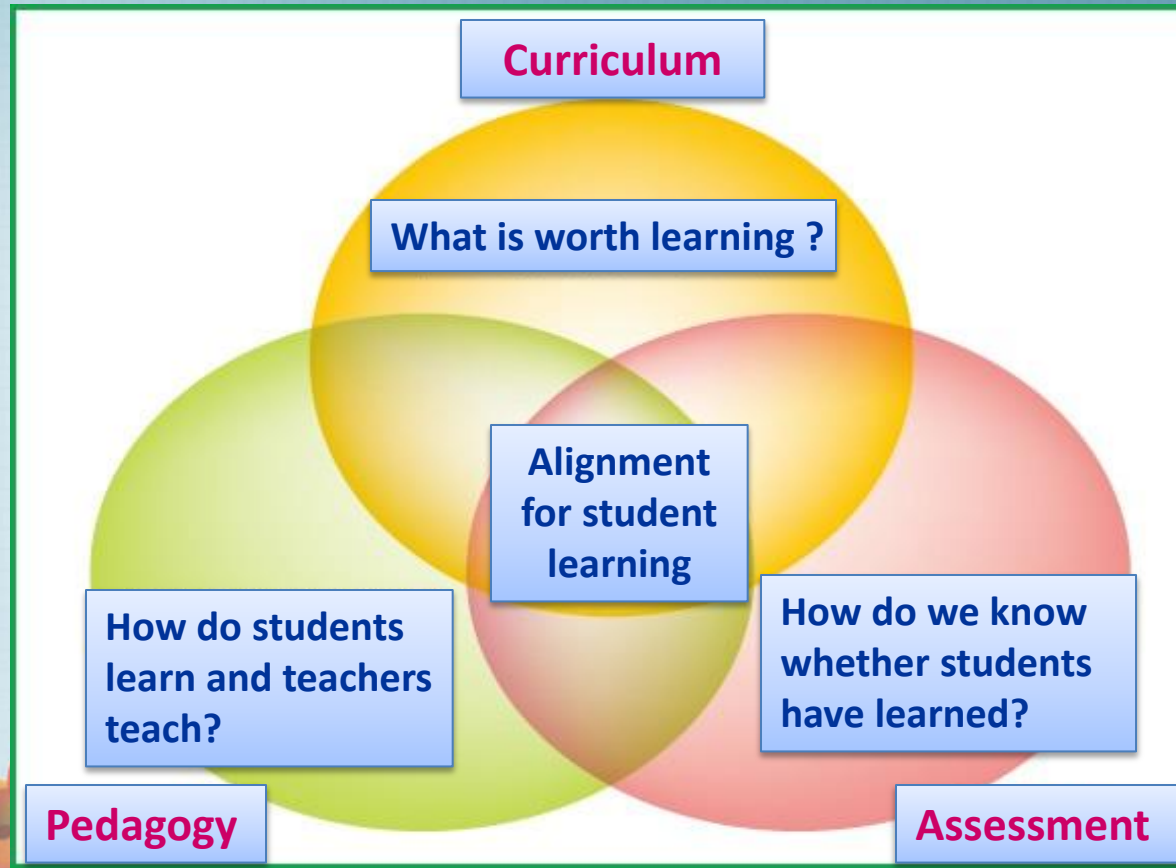 Curriculum
What is worth learning ?
Alignment
for student
learning
How do students
learn and teachers
teach?
How do we know
whether students
have learned?
Pedagogy
Assessment